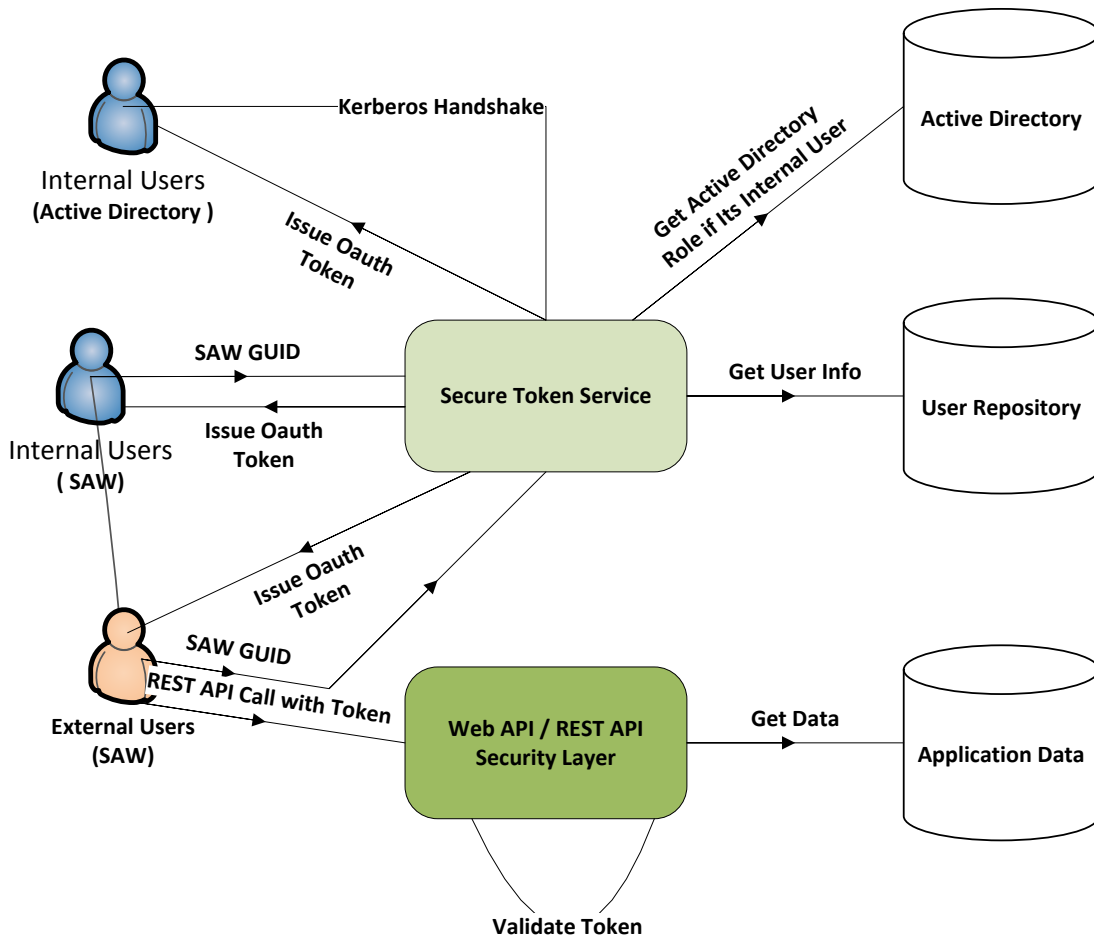 Kerberos Handshake
Active Directory
Internal Users
(Active Directory )
Get Active Directory
Role if Its Internal User
Issue Oauth
Token
SAW GUID
Secure Token Service
Get User Info
User Repository
Issue Oauth
Token
Internal Users
( SAW)
Issue Oauth
Token
SAW GUID
REST API Call with Token
External Users
(SAW)
Web API / REST API
Security Layer
Get Data
Application Data
Validate Token